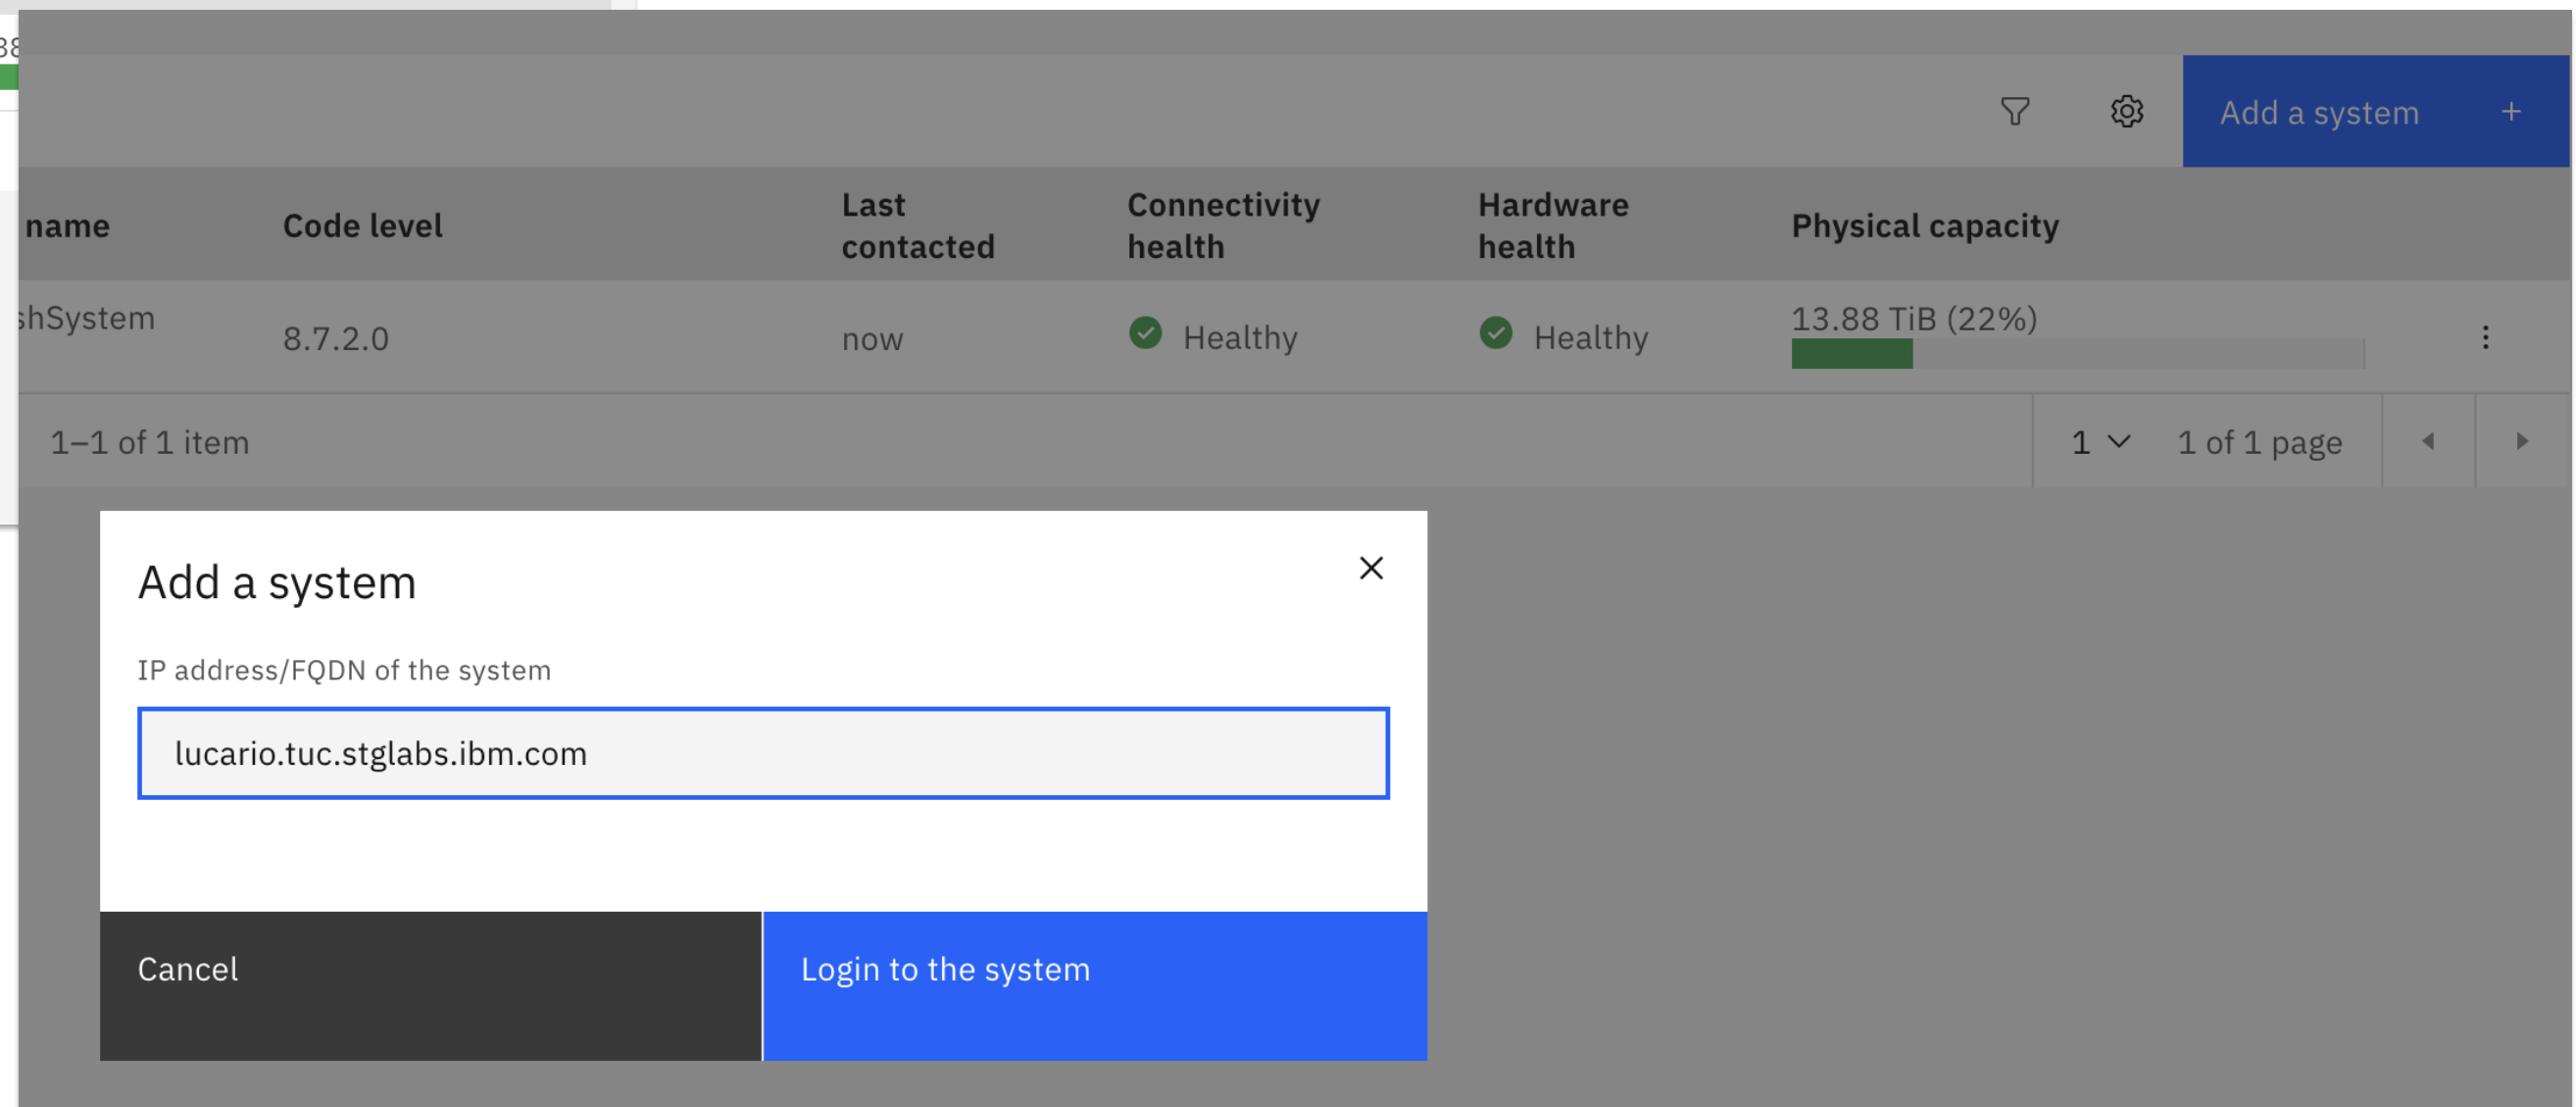 Add a system
name Code level Last contacted Connectivity health Hardware health Physical capacity
shSystem 8.7.2.0 now Healthy Healthy 13.88 TiB (22%)
1–1 of 1 item 1 1 of 1 page
Add a system
IP address/FQDN of the system
lucario.tuc.stglabs.ibm.com
Cancel Login to the system